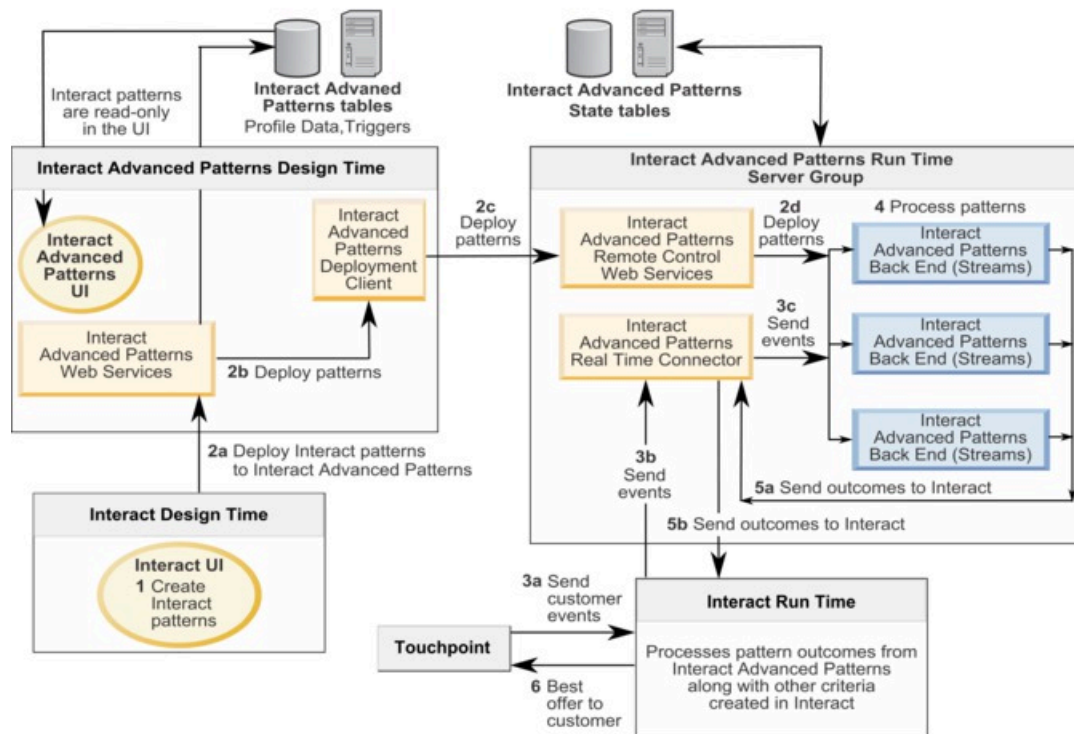 Interact patterns
are read-only
in the UI
Interact Advaned
Patterns tables
Profile Data,Triggers
Interact Advanced Patterns
State tables
Interact Advanced Patterns Design Time
Interact
Advanced Patterns
UI
Interact
Advanced
Patterns
Deployment
Client
Interact
Advanced Patterns
Web Services
2b Deploy patterns
2c
Deploy
patterns
2a Deploy Interact patterns
to Interact Advanced Patterns
Interact Design Time
Interact UI
1 Create
Interact
patterns
Interact Advanced Patterns Run Time
Server Group
Interact
Advanced Patterns
Remote Control
Web Services
2d
Deploy
patterns
4 Process patterns
Interact
Advanced Patterns
Back End (Streams)
Interact
Advanced Patterns
Real Time Connector
3c
Send
events
Interact
Advanced Patterns
Back End (Streams)
Interact
Advanced Patterns
Back End (Streams)
3b
Send
events
5a Send outcomes to Interact
5b Send outcomes to Interact
3a Send
customer
events
Touchpoint
6 Best
offer to
customer
Interact Run Time
Processes pattern outcomes from
Interact Advanced Patterns
along with other criteria
created in Interact